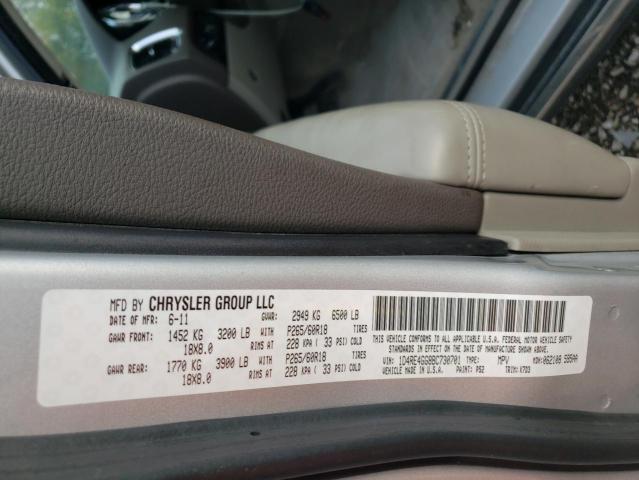 MFD BY CHRYSLER GROUP LLC
DATE OF MFR: 6-11 GVWR: 2949 KG 6500 LB
GAWR FRONT: 1452 KG 3200 LB WITH P265/60R18 TIRES
18X8.0 RIMS AT 228 KPA ( 33 PSI) COLD
GAWR REAR: 1770 KG 3900 LB WITH P265/60R18 TIRES
18X8.0 RIMS AT 228 KPA ( 33 PSI) COLD
THIS VEHICLE CONFORMS TO ALL APPLICABLE U.S.A. FEDERAL MOTOR VEHICLE SAFETY
STANDARDS IN EFFECT ON THE DATE OF MANUFACTURE SHOWN ABOVE.
VIN: 1D4RE4GG8BC730701 TYPE: MPV MDH: 062108 595AA
VEHICLE MADE IN U.S.A. PAINT: PS2 TRIM: K7D3